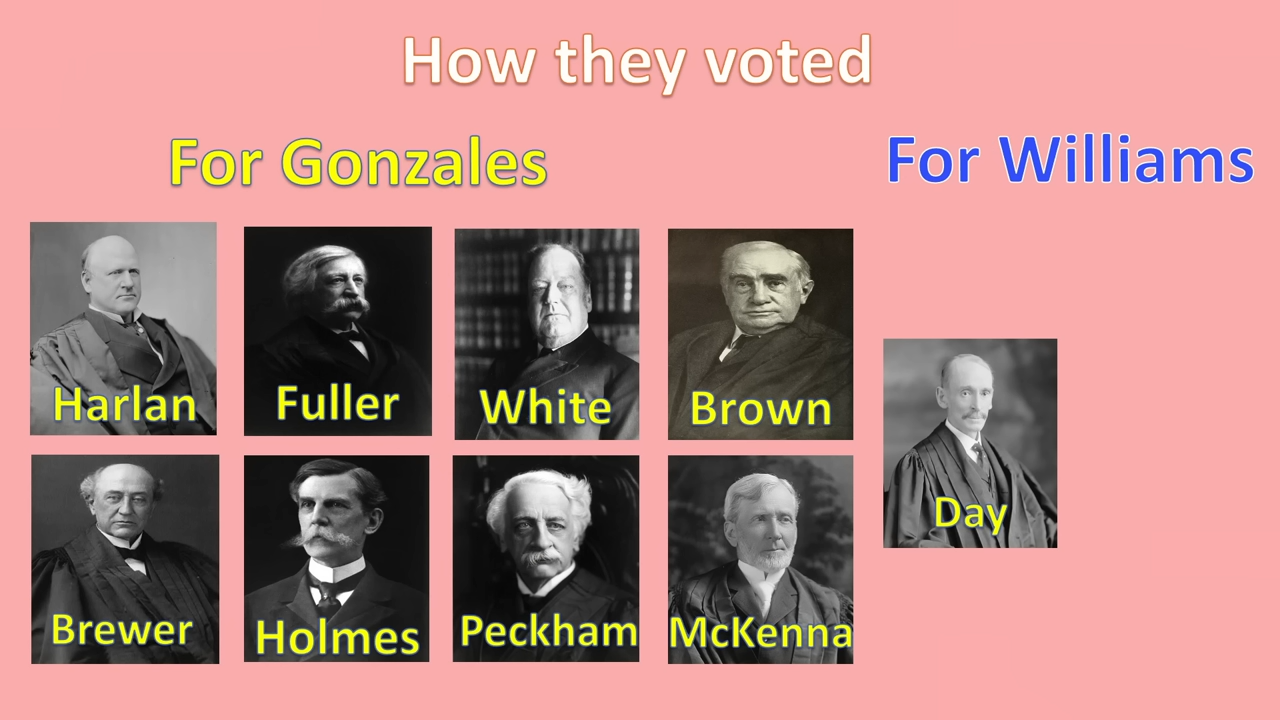 How they voted
For Gonzales
For Williams
Harlan
Fuller
White
Brown
Day
Brewer
Holmes
Peckham
McKenna